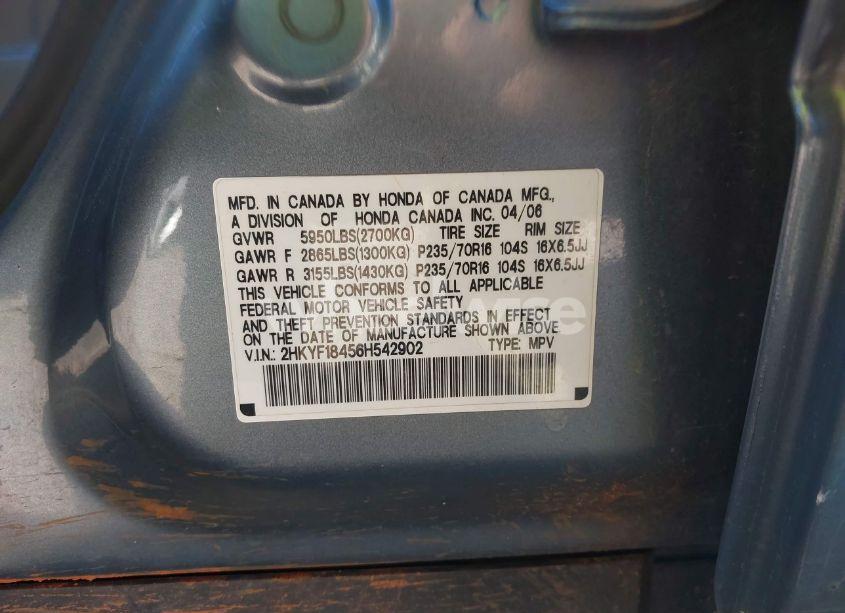 MFD. IN CANADA BY HONDA OF CANADA MFG.,
A DIVISION OF HONDA CANADA INC. 04/06
GVWR 5950LBS(2700KG) TIRE SIZE RIM SIZE
GAWR F 2865LBS(1300KG) P235/70R16 104S 16X6.5JJ
GAWR R 3155LBS(1430KG) P235/70R16 104S 16X6.5JJ
THIS VEHICLE CONFORMS TO ALL APPLICABLE
FEDERAL MOTOR VEHICLE SAFETY
AND THEFT PREVENTION STANDARDS IN EFFECT
ON THE DATE OF MANUFACTURE SHOWN ABOVE.
V.I.N.: 2HKYF18456H542902 TYPE: MPV